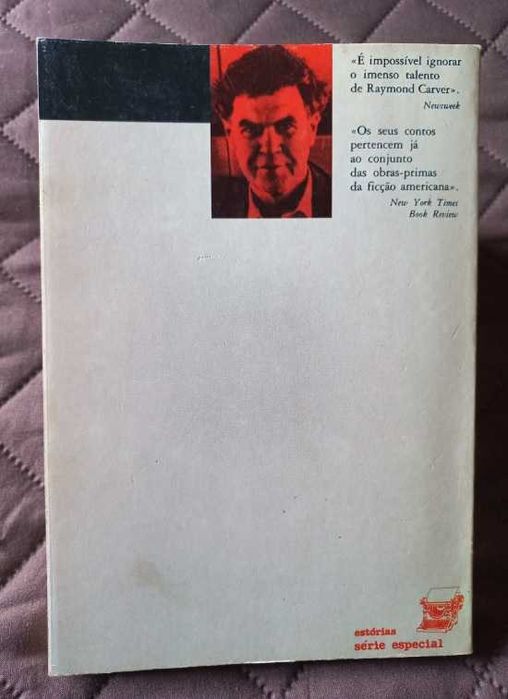 «É impossível ignorar
o imenso talento
de Raymond Carver».
Newsweek
«Os seus contos
pertencem já
ao conjunto
das obras-primas
da ficção americana».
New York Times
Book Review
estórias
série especial